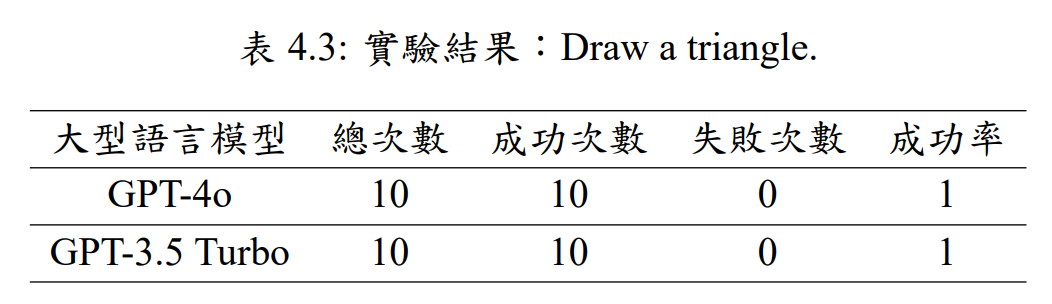 表 4.3: 實驗結果：Draw a triangle.
大型語言模型 總次數 成功次數 失敗次數 成功率
GPT-4o 10 10 0 1
GPT-3.5 Turbo 10 10 0 1